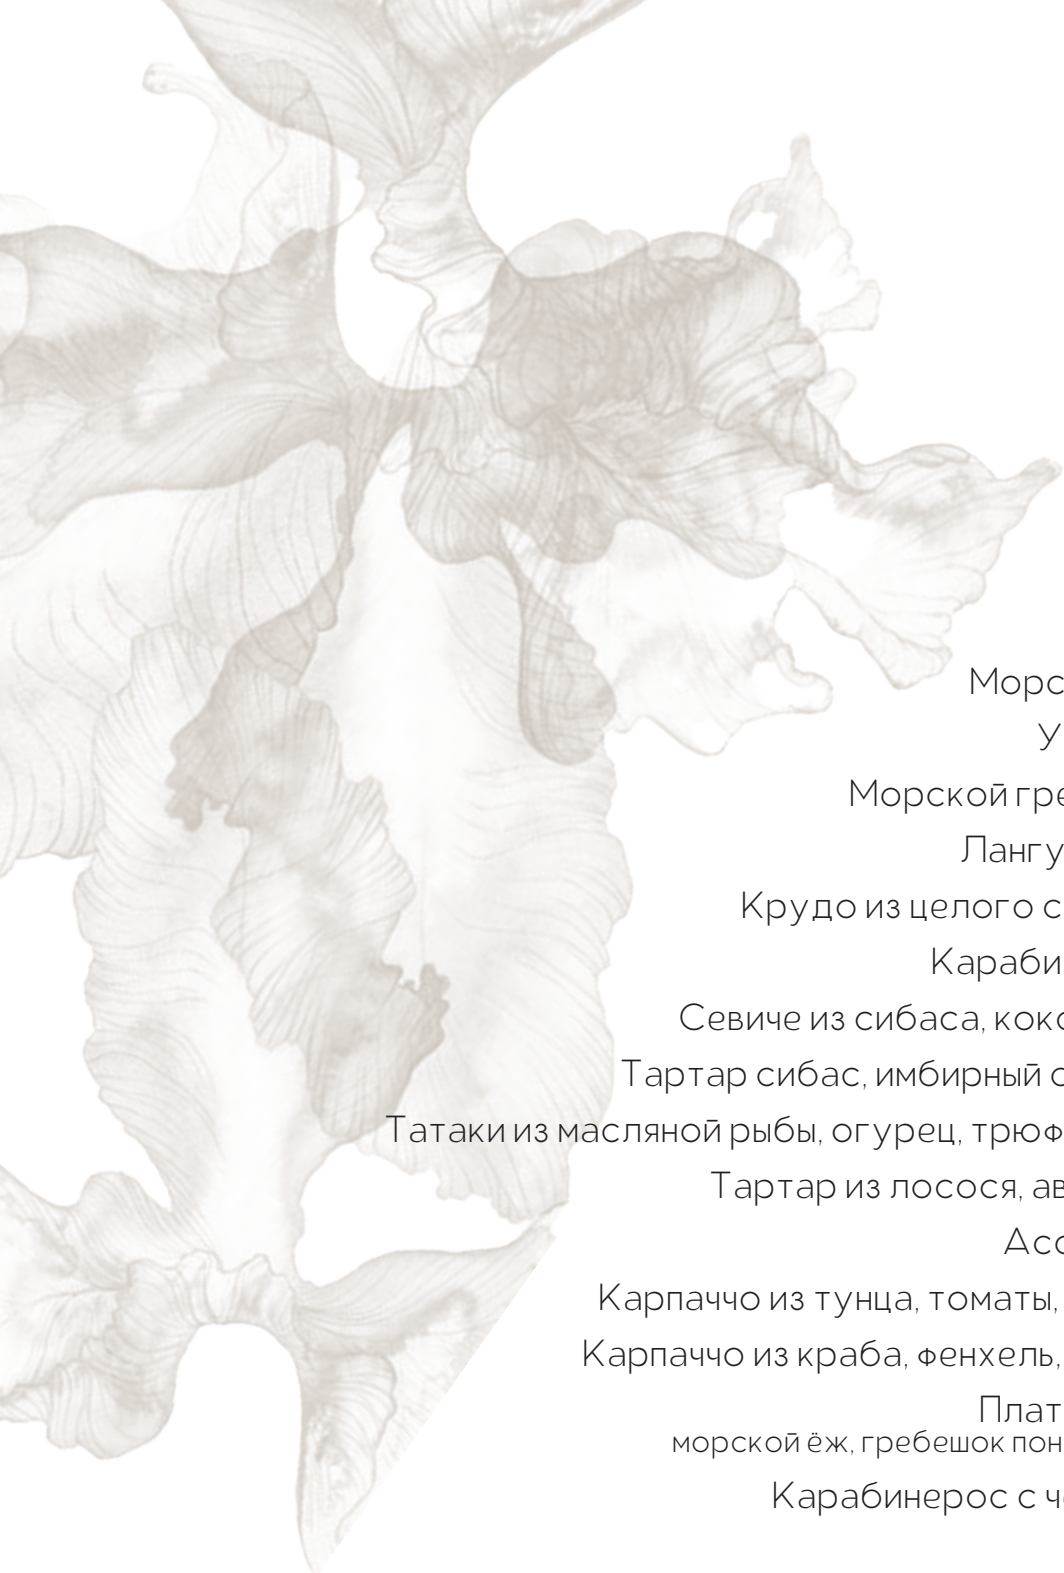 Морс
У
Морской гре
Лангу
Крудо из целого с
Караби
Севиче из сибаса, коко
Тартар сибас, имбирный с
Татаки из масляной рыбы, огурец, трюф
Тартар из лосося, ав
Асс
Карпаччо из тунца, томаты,
Карпаччо из краба, фенхель,
Плат
морской ёж, гребешок пон
Карабинерос с че